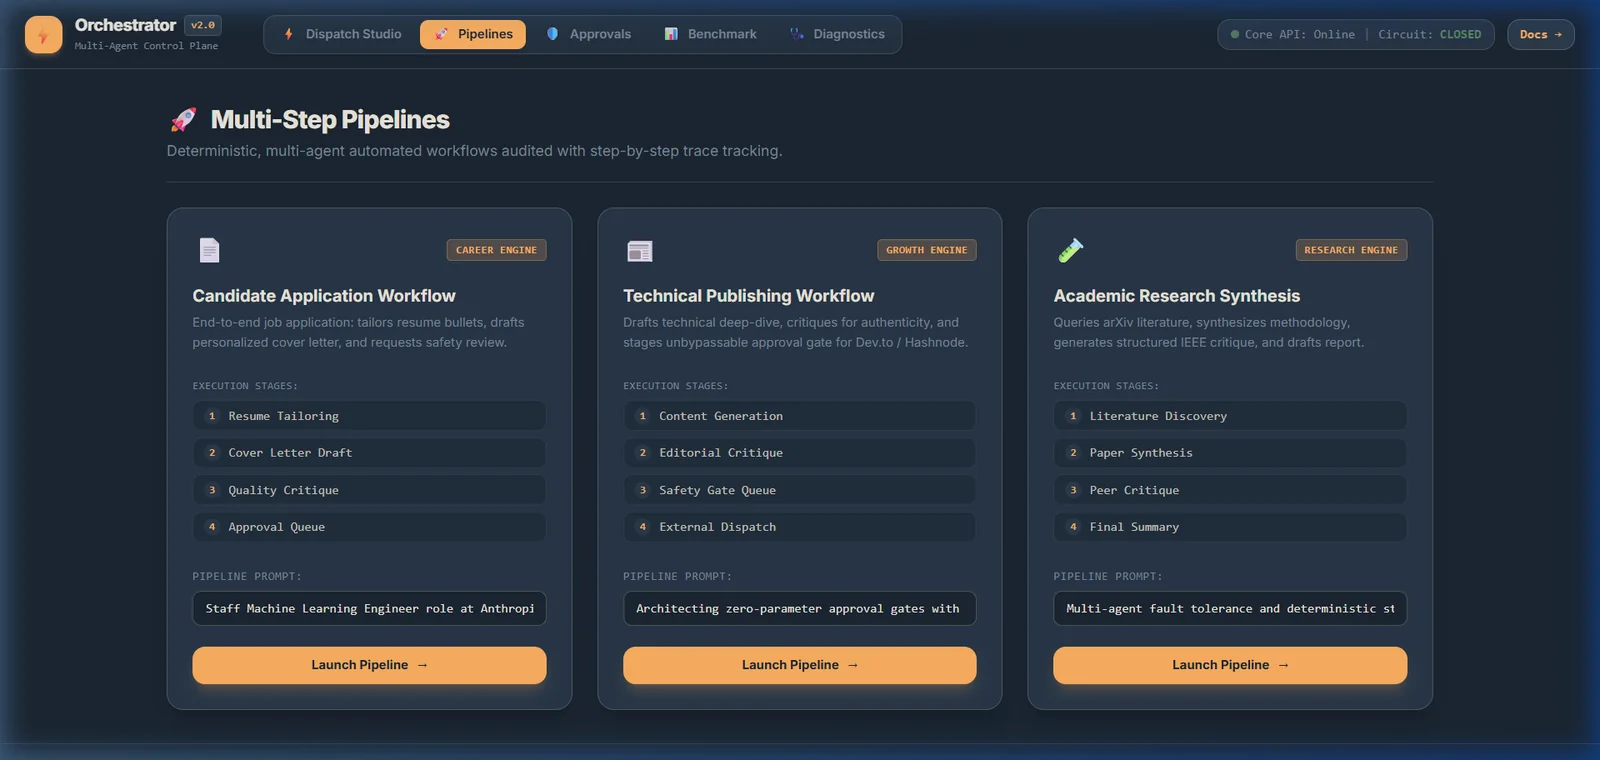 Orchestrator v2.0
Multi-Agent Control Plane
Dispatch Studio
Pipelines
Approvals
Benchmark
Diagnostics
Core API: Online | Circuit: CLOSED
Docs →
Multi-Step Pipelines
Deterministic, multi-agent automated workflows audited with step-by-step trace tracking.
CAREER ENGINE
Candidate Application Workflow
End-to-end job application: tailors resume bullets, drafts
personalized cover letter, and requests safety review.
EXECUTION STAGES:
1 Resume Tailoring
2 Cover Letter Draft
3 Quality Critique
4 Approval Queue
PIPELINE PROMPT:
Staff Machine Learning Engineer role at Anthropi
Launch Pipeline →
GROWTH ENGINE
Technical Publishing Workflow
Drafts technical deep-dive, critiques for authenticity, and
stages unbypassable approval gate for Dev.to / Hashnode.
EXECUTION STAGES:
1 Content Generation
2 Editorial Critique
3 Safety Gate Queue
4 External Dispatch
PIPELINE PROMPT:
Architecting zero-parameter approval gates with
Launch Pipeline →
RESEARCH ENGINE
Academic Research Synthesis
Queries arXiv literature, synthesizes methodology,
generates structured IEEE critique, and drafts report.
EXECUTION STAGES:
1 Literature Discovery
2 Paper Synthesis
3 Peer Critique
4 Final Summary
PIPELINE PROMPT:
Multi-agent fault tolerance and deterministic st
Launch Pipeline →